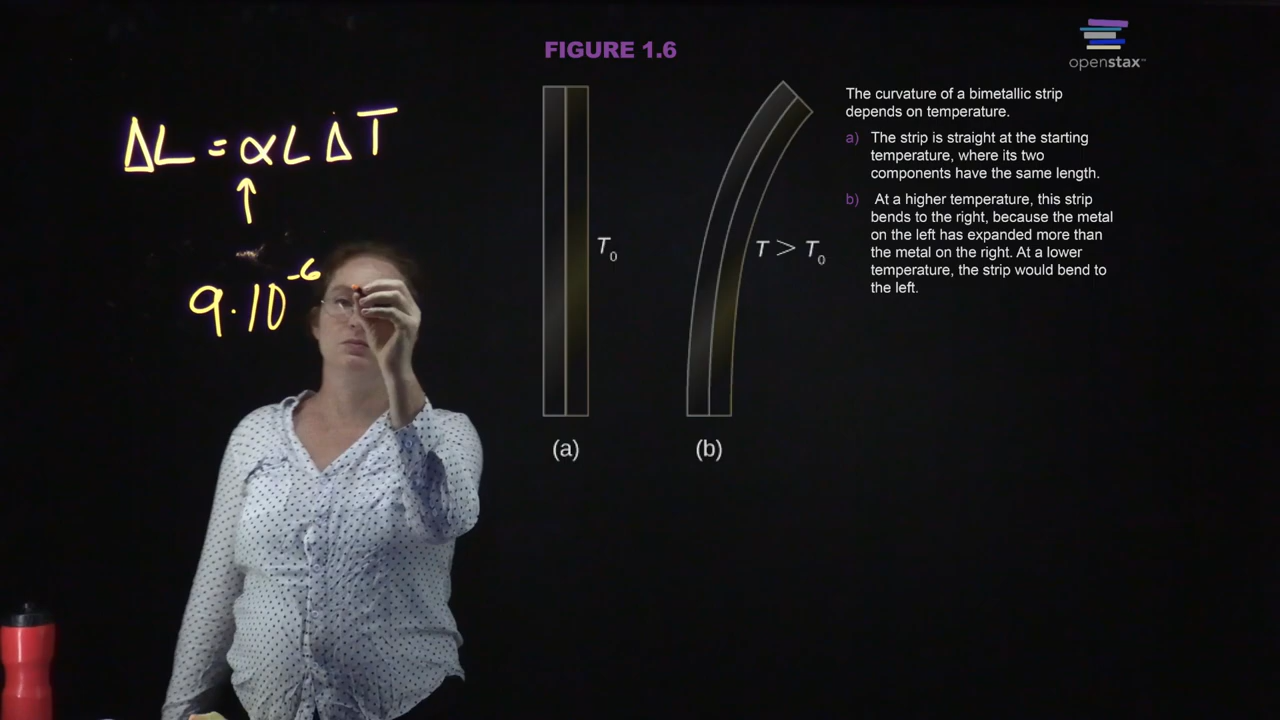 FIGURE 1.6
openstax™
ΔL = αLΔT
↑
9·10⁻⁶
T₀
T > T₀
(a)
(b)
The curvature of a bimetallic strip
depends on temperature.
a) The strip is straight at the starting
temperature, where its two
components have the same length.
b) At a higher temperature, this strip
bends to the right, because the metal
on the left has expanded more than
the metal on the right. At a lower
temperature, the strip would bend to
the left.